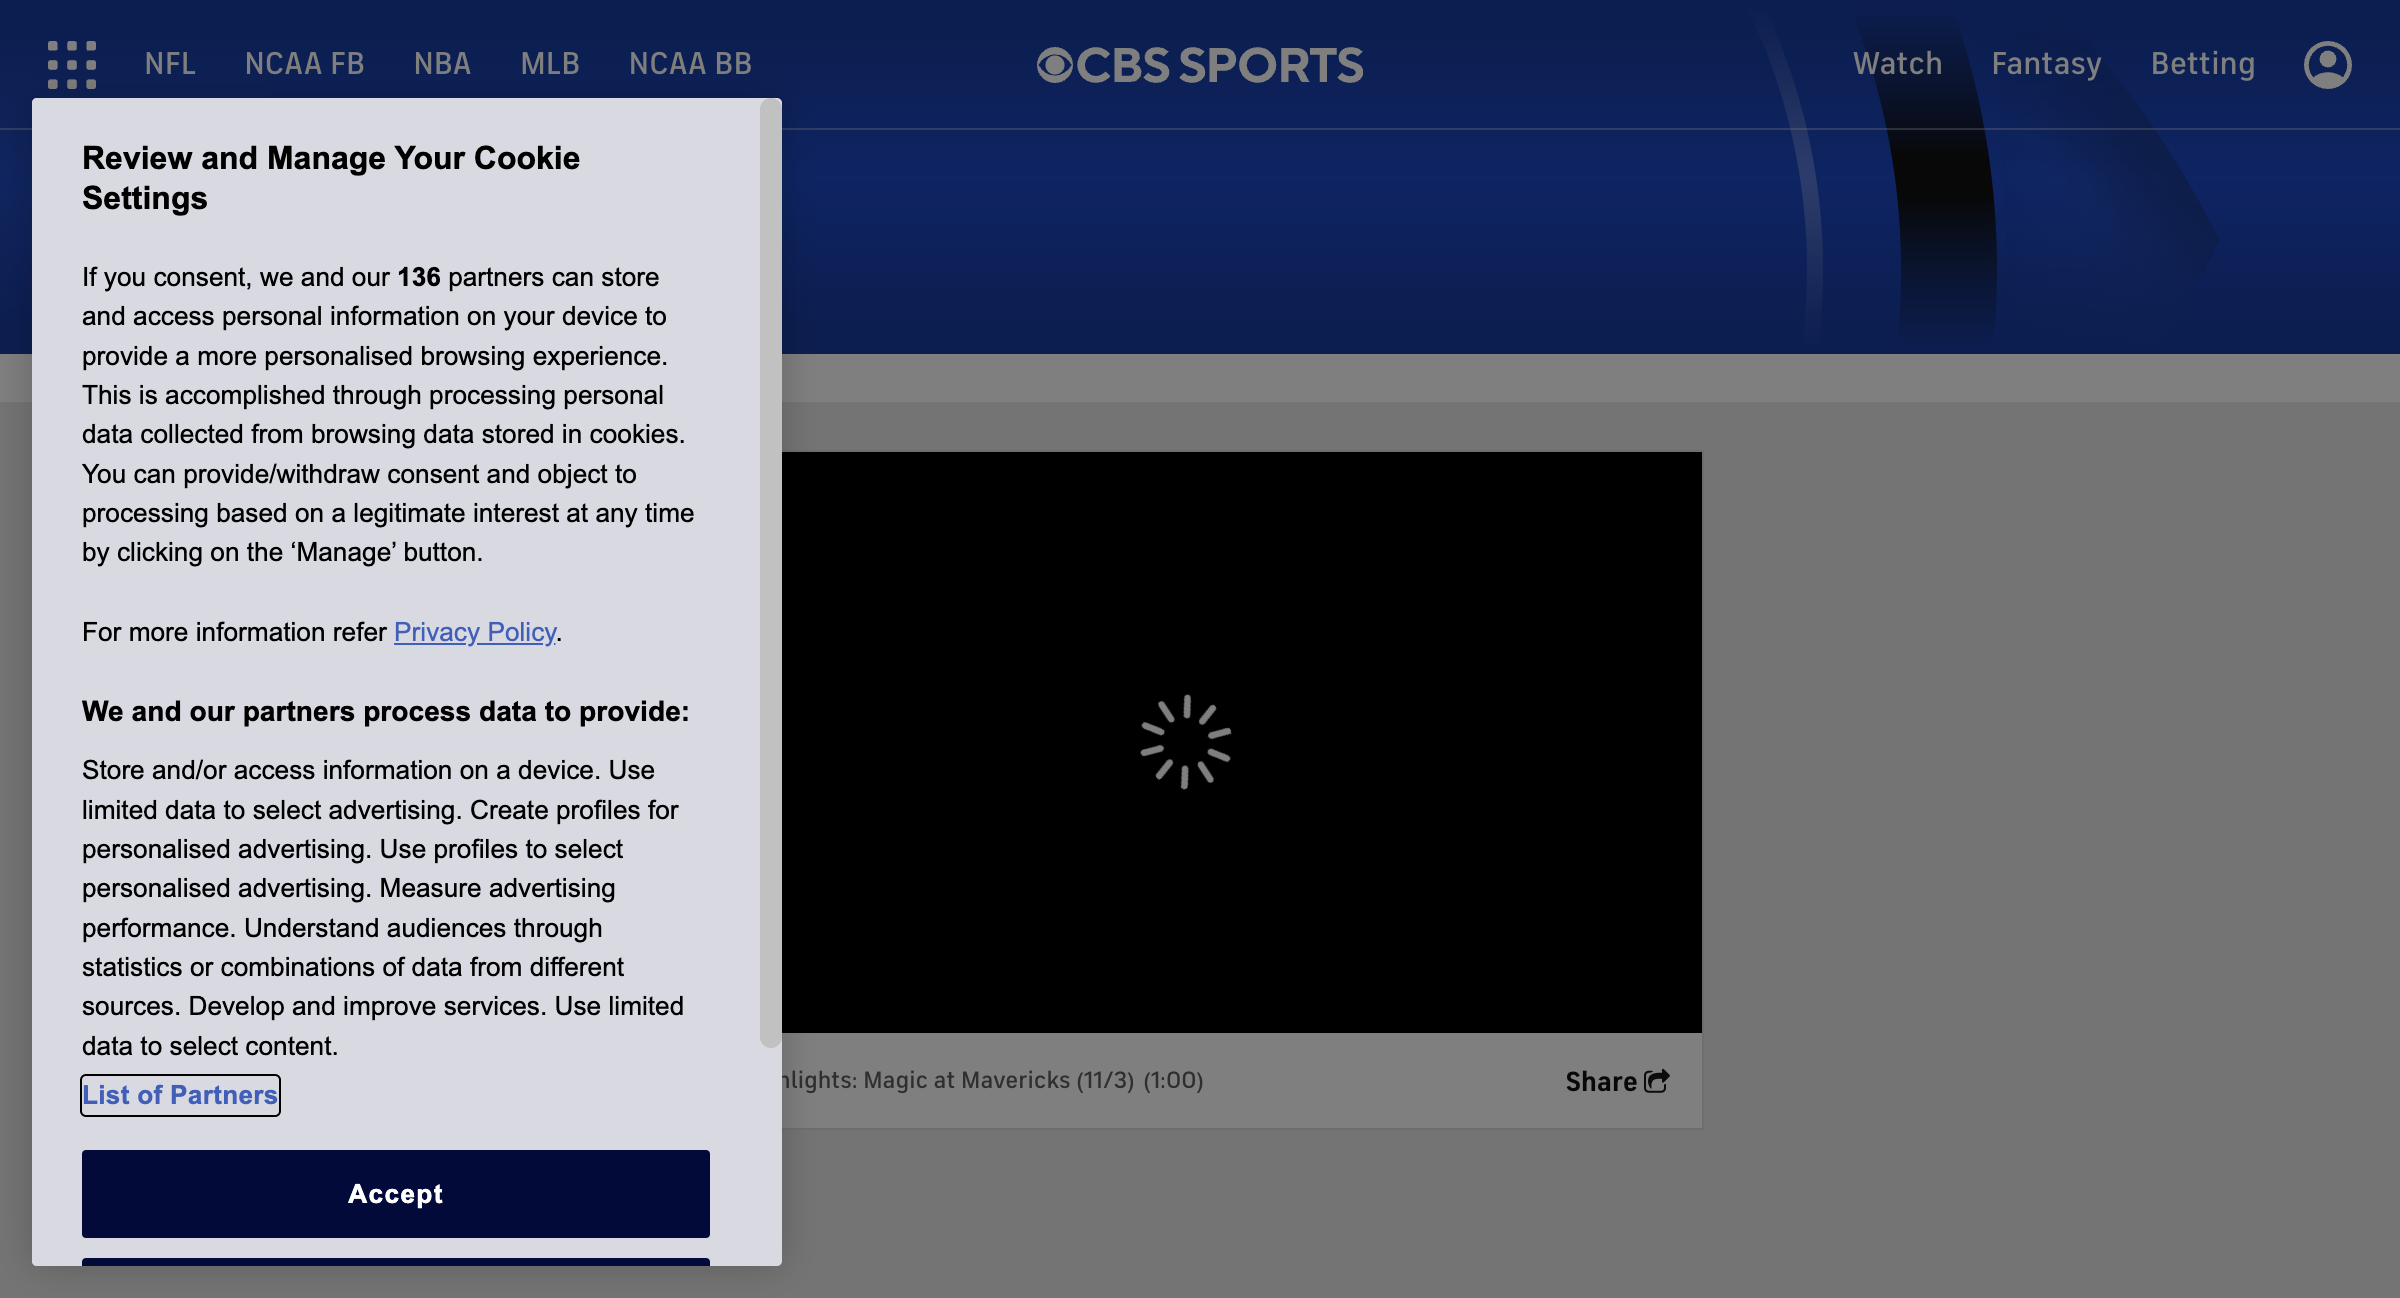 NFL NCAA FB NBA MLB NCAA BB CBS SPORTS Watch Fantasy Betting
Review and Manage Your Cookie
Settings
If you consent, we and our 136 partners can store
and access personal information on your device to
provide a more personalised browsing experience.
This is accomplished through processing personal
data collected from browsing data stored in cookies.
You can provide/withdraw consent and object to
processing based on a legitimate interest at any time
by clicking on the ‘Manage’ button.
For more information refer Privacy Policy.
We and our partners process data to provide:
Store and/or access information on a device. Use
limited data to select advertising. Create profiles for
personalised advertising. Use profiles to select
personalised advertising. Measure advertising
performance. Understand audiences through
statistics or combinations of data from different
sources. Develop and improve services. Use limited
data to select content.
List of Partners
Accept
: Magic at Mavericks (11/3) (1:00)
Share